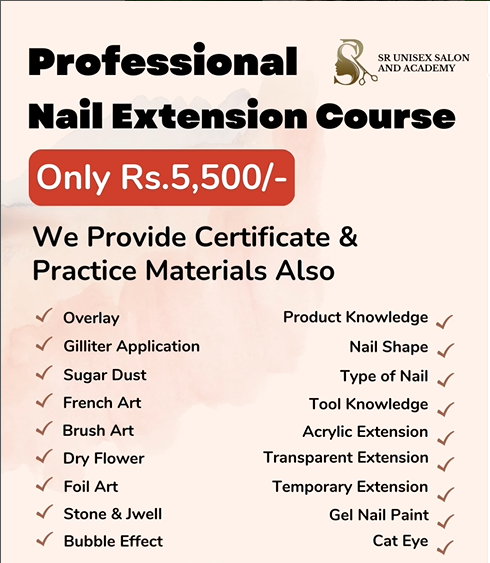 Professional
SR UNISEX SALON
AND ACADEMY
Nail Extension Course
Only Rs.5,500/-
We Provide Certificate &
Practice Materials Also
Overlay
Gilliter Application
Sugar Dust
French Art
Brush Art
Dry Flower
Foil Art
Stone & Jwell
Bubble Effect
Product Knowledge
Nail Shape
Type of Nail
Tool Knowledge
Acrylic Extension
Transparent Extension
Temporary Extension
Gel Nail Paint
Cat Eye